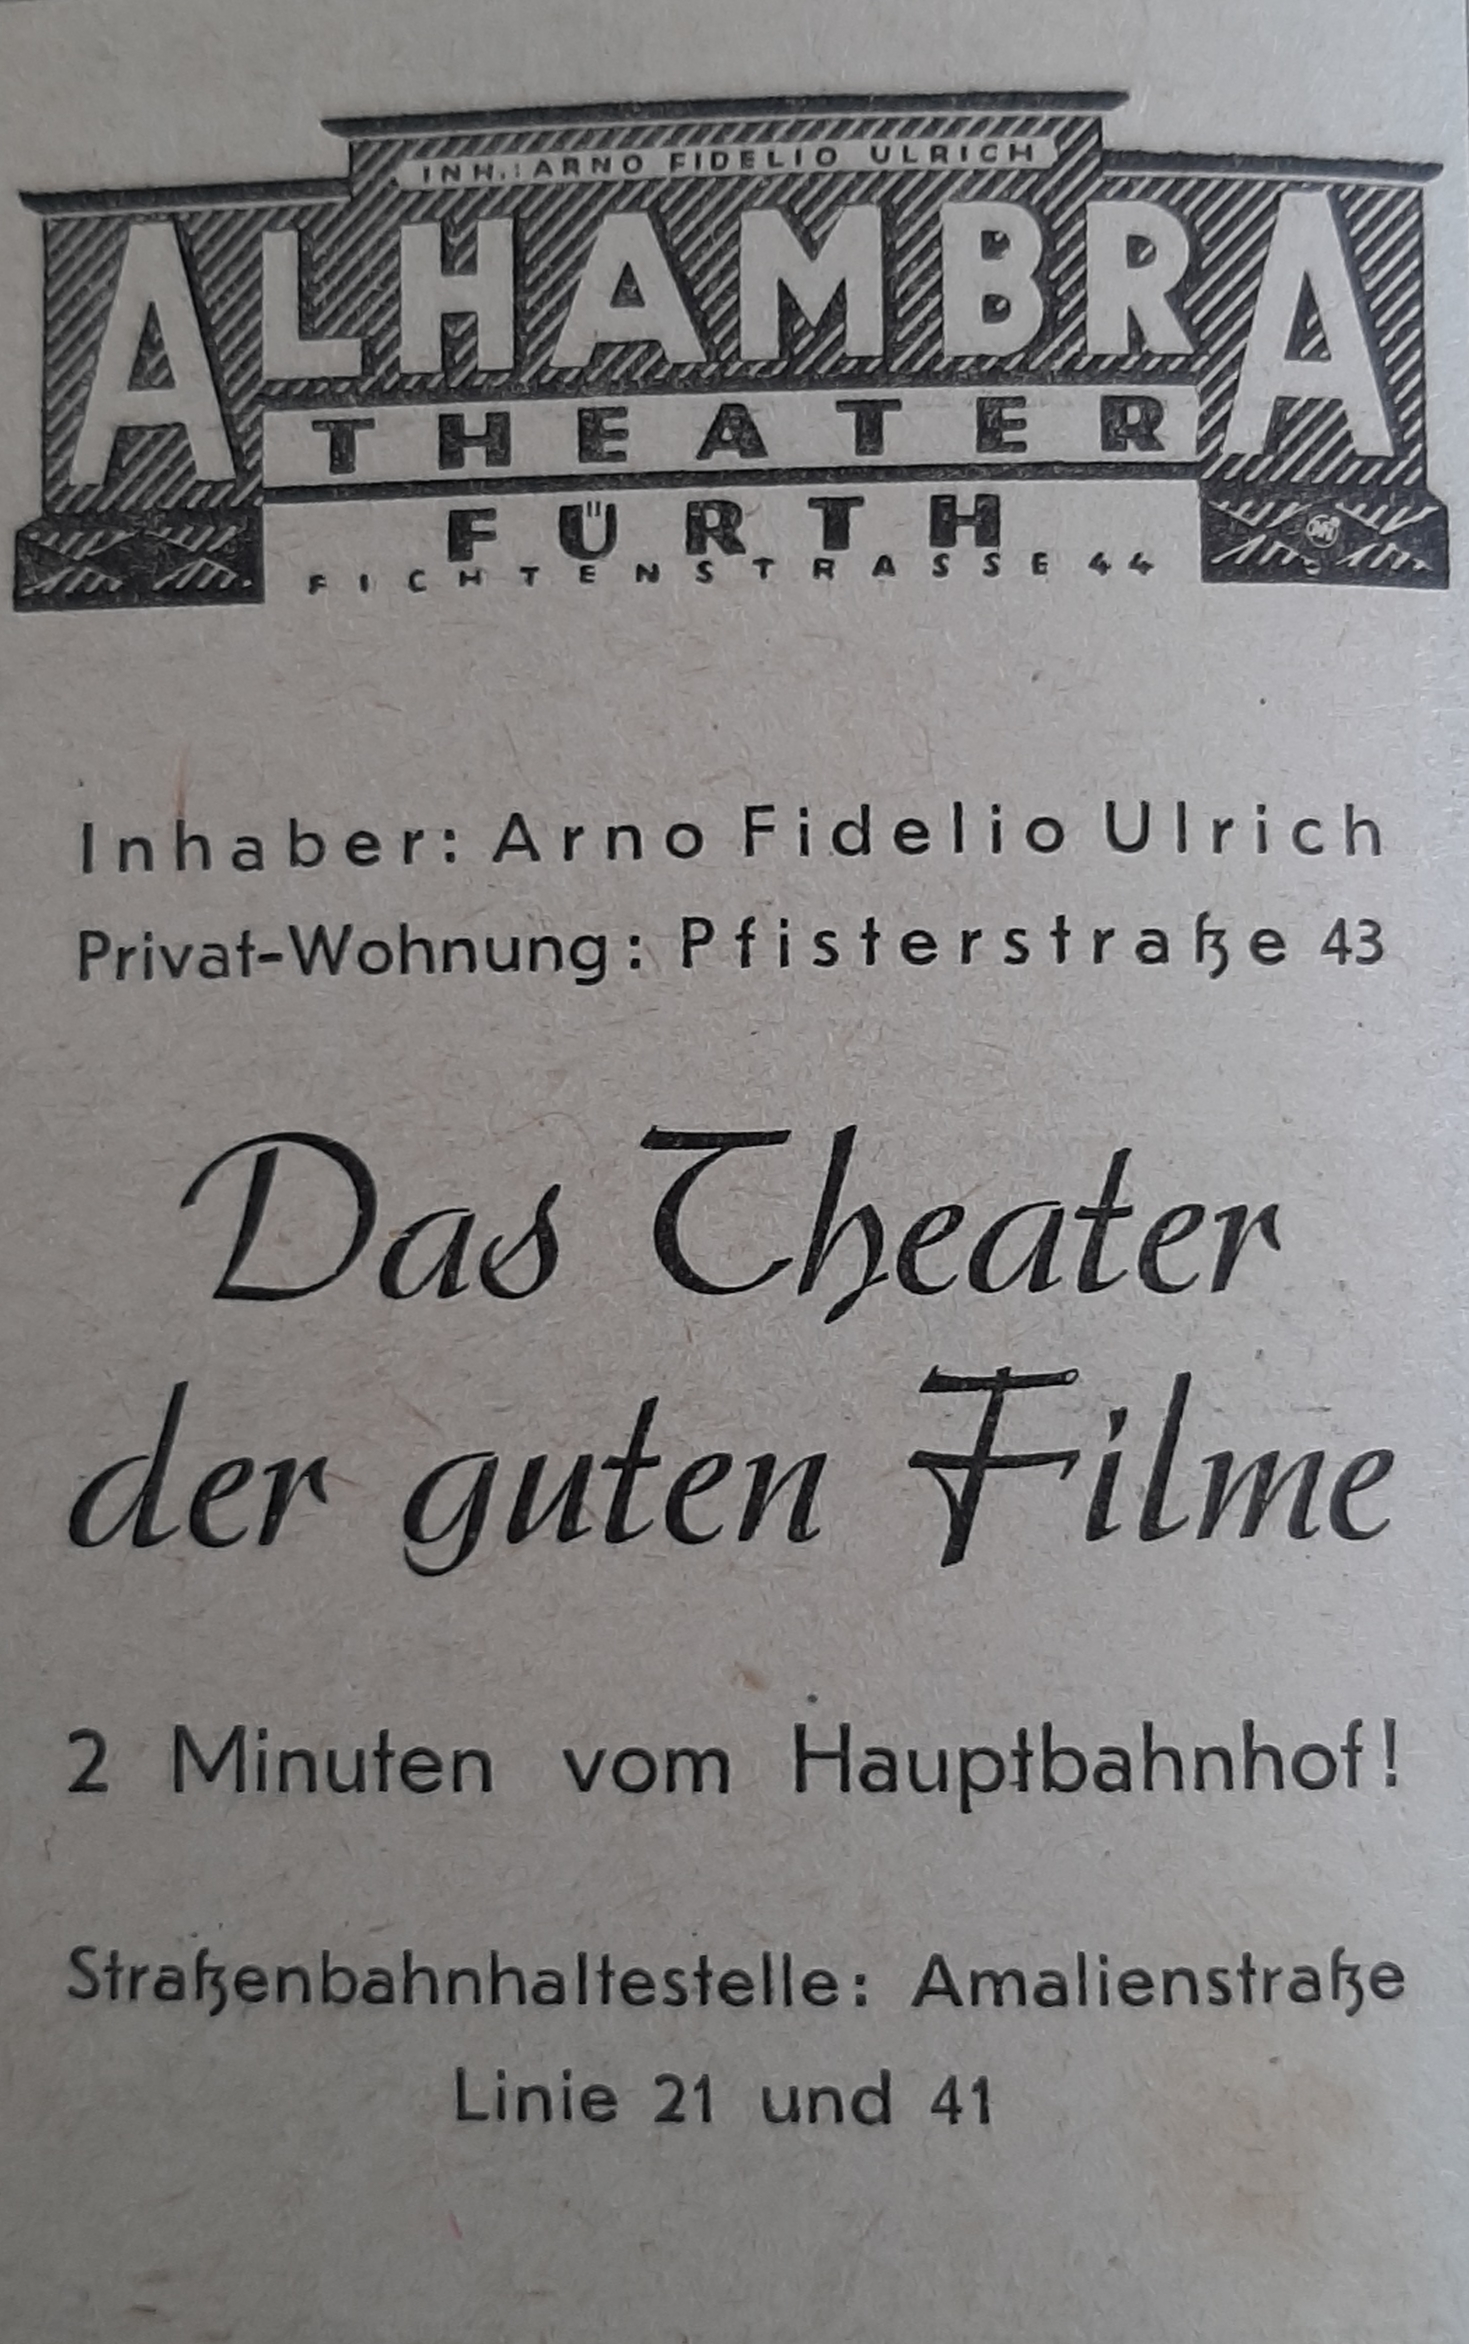 INH.: ARNO FIDELIO ULRICH
ALHAMBRA
THEATER
FÜRTH
FICHTENSTRASSE 44
Inhaber: Arno Fidelio Ulrich
Privat-Wohnung: Pfisterstraße 43
Das Theater
der guten Filme
2 Minuten vom Hauptbahnhof!
Straßenbahnhaltestelle: Amalienstraße
Linie 21 und 41